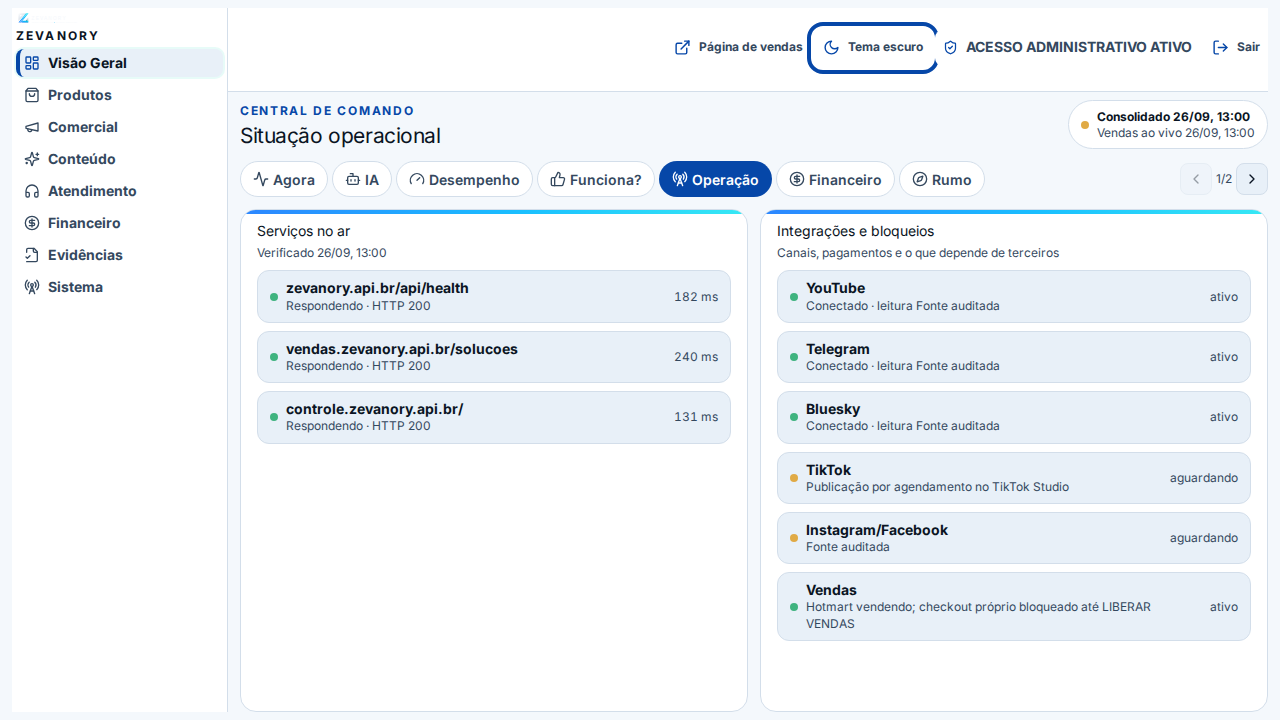 ZEVANORY
Página de vendas
Tema escuro
ACESSO ADMINISTRATIVO ATIVO
Sair
Visão Geral
Produtos
Comercial
Conteúdo
Atendimento
Financeiro
Evidências
Sistema
CENTRAL DE COMANDO
Situação operacional
Consolidado 26/09, 13:00
Vendas ao vivo 26/09, 13:00
Agora
IA
Desempenho
Funciona?
Operação
Financeiro
Rumo
1/2
Serviços no ar
Verificado 26/09, 13:00
zevanory.api.br/api/health
Respondendo · HTTP 200
182 ms
vendas.zevanory.api.br/solucoes
Respondendo · HTTP 200
240 ms
controle.zevanory.api.br/
Respondendo · HTTP 200
131 ms
Integrações e bloqueios
Canais, pagamentos e o que depende de terceiros
YouTube
Conectado · leitura Fonte auditada
ativo
Telegram
Conectado · leitura Fonte auditada
ativo
Bluesky
Conectado · leitura Fonte auditada
ativo
TikTok
Publicação por agendamento no TikTok Studio
aguardando
Instagram/Facebook
Fonte auditada
aguardando
Vendas
Hotmart vendendo; checkout próprio bloqueado até LIBERAR
VENDAS
ativo